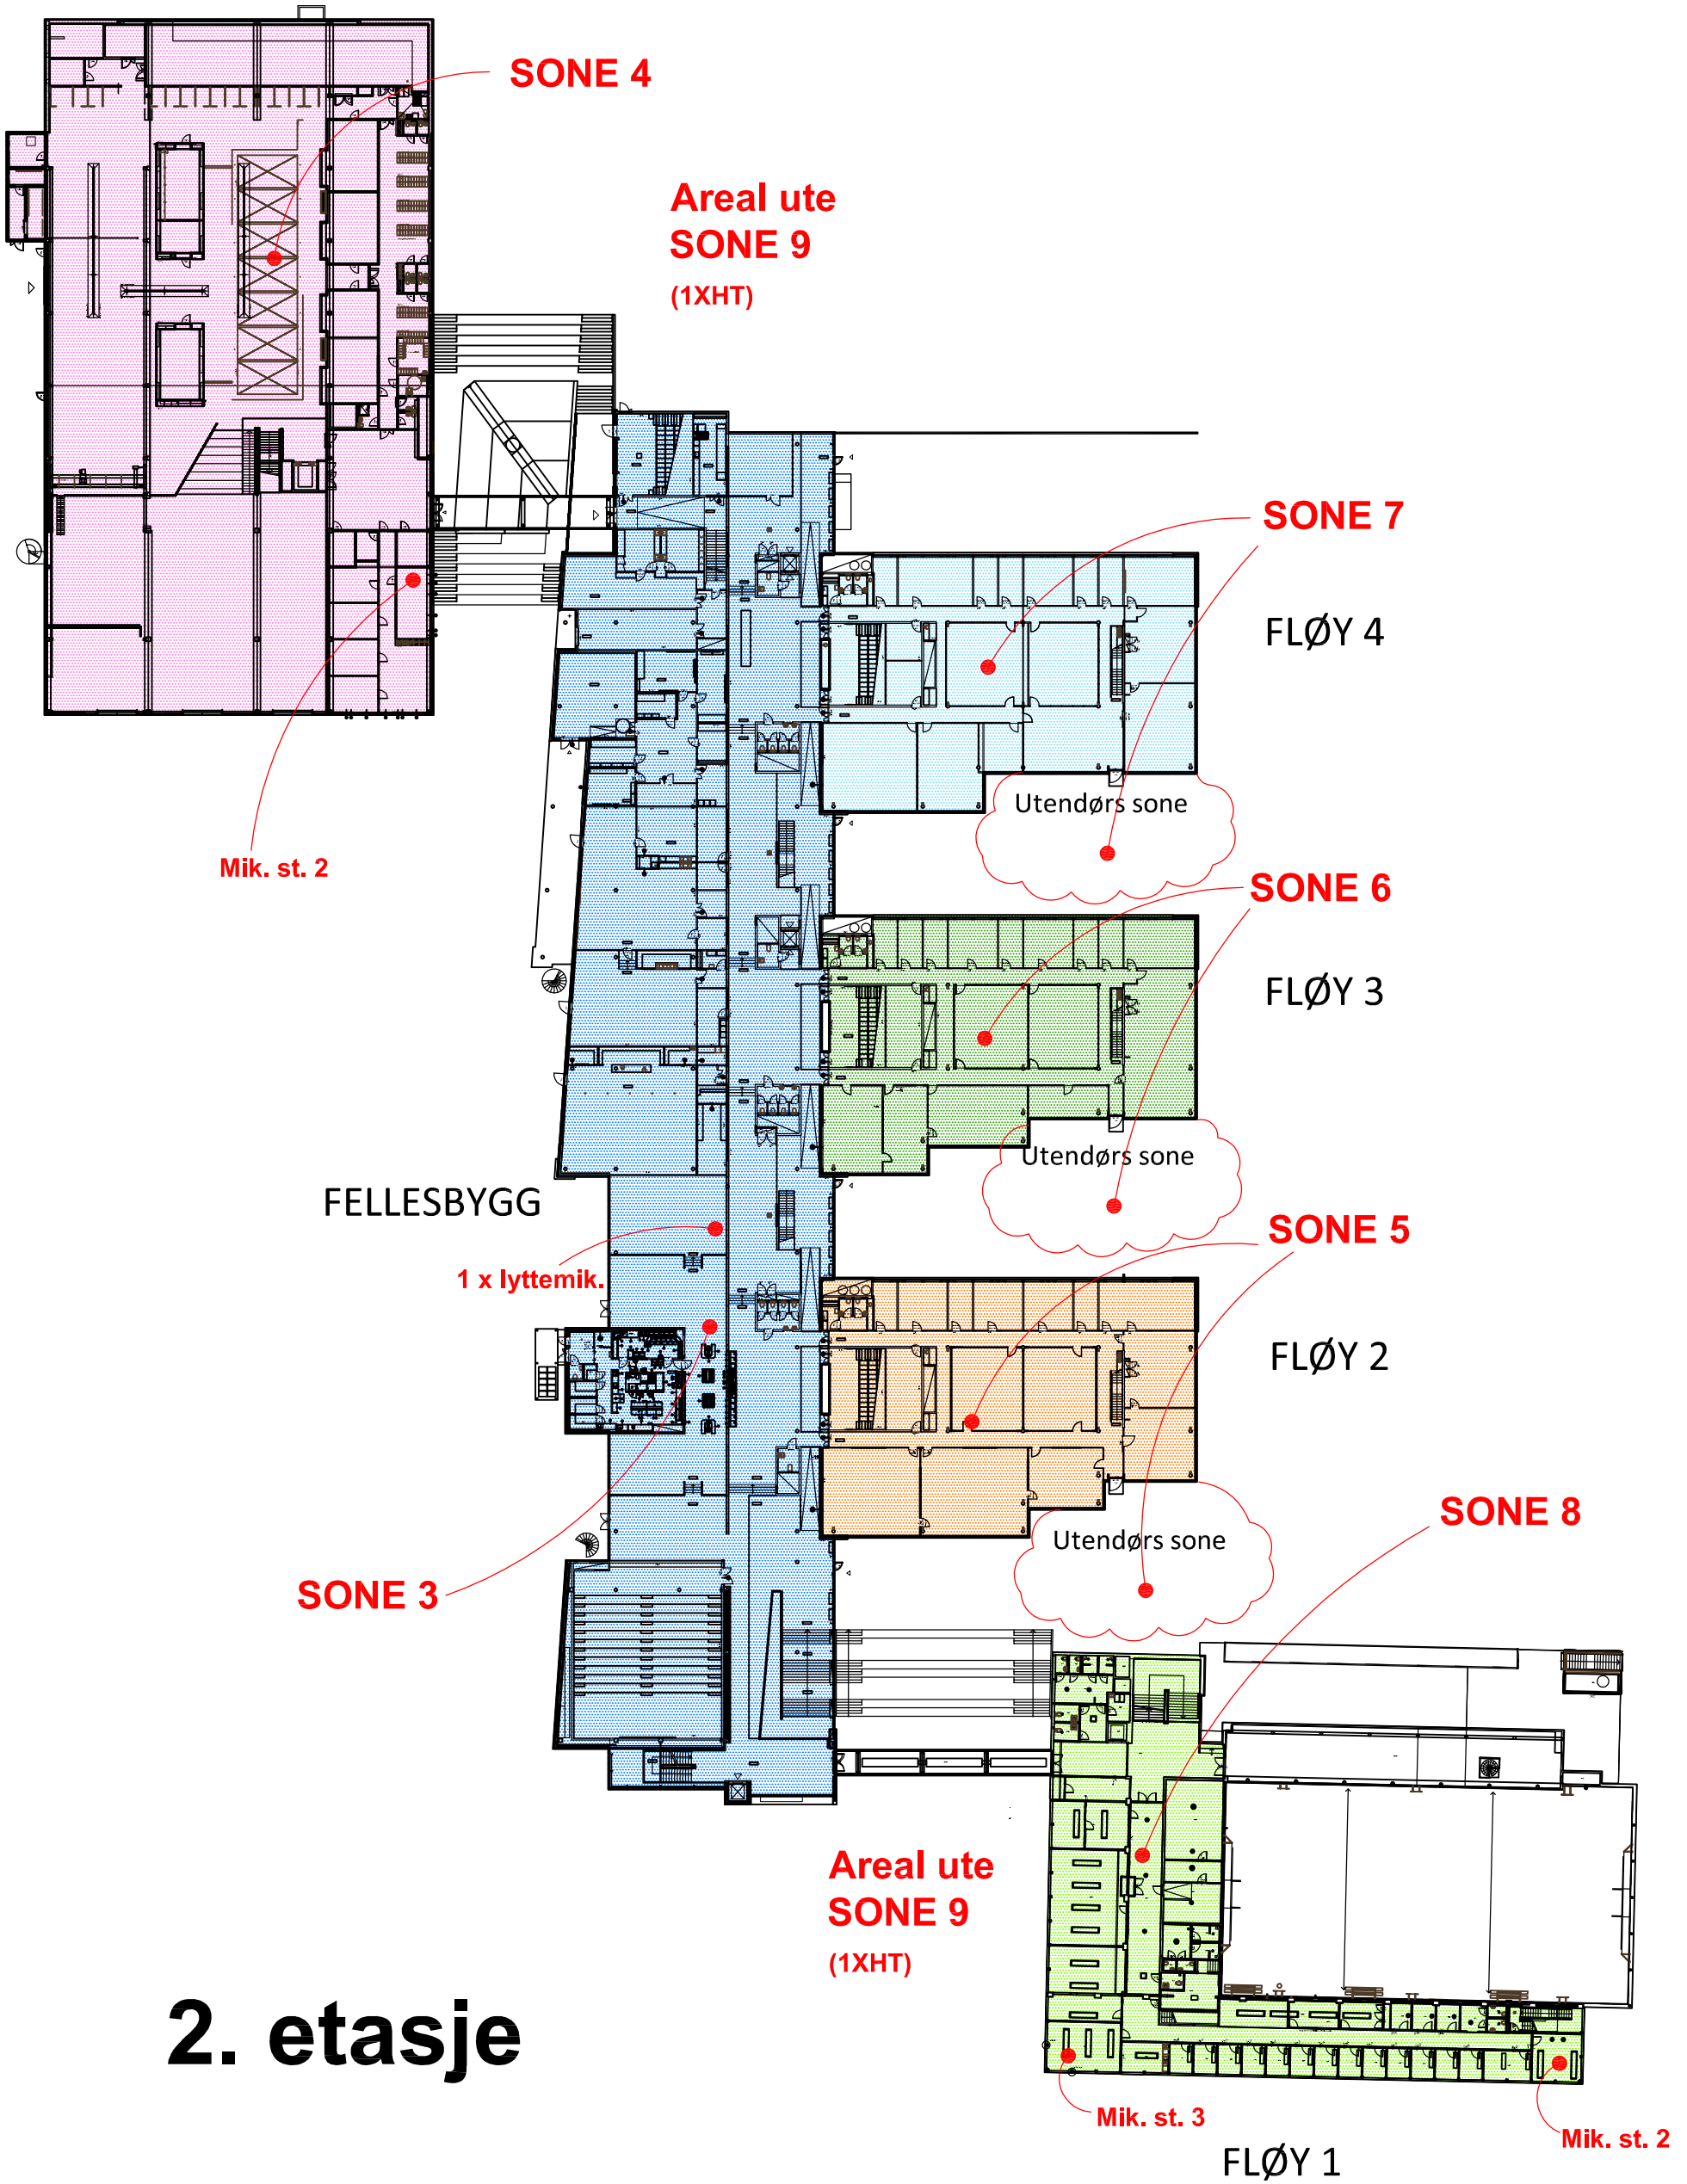 SONE 4
Areal ute
SONE 9
(1XHT)
SONE 7
FLØY 4
Utendørs sone
Mik. st. 2
SONE 6
FLØY 3
Utendørs sone
FELLESBYGG
SONE 5
1 x lyttemik.
FLØY 2
SONE 8
Utendørs sone
SONE 3
Areal ute
SONE 9
(1XHT)
2. etasje
Mik. st. 3
Mik. st. 2
FLØY 1